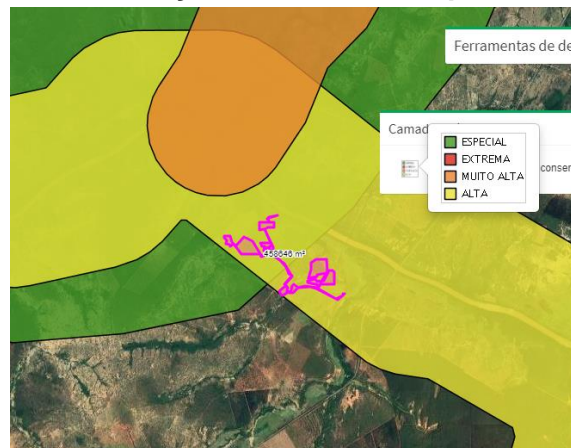 Ferramentas de de
Camad
ESPECIAL
EXTREMA
MUITO ALTA
ALTA
conser
458646 m²